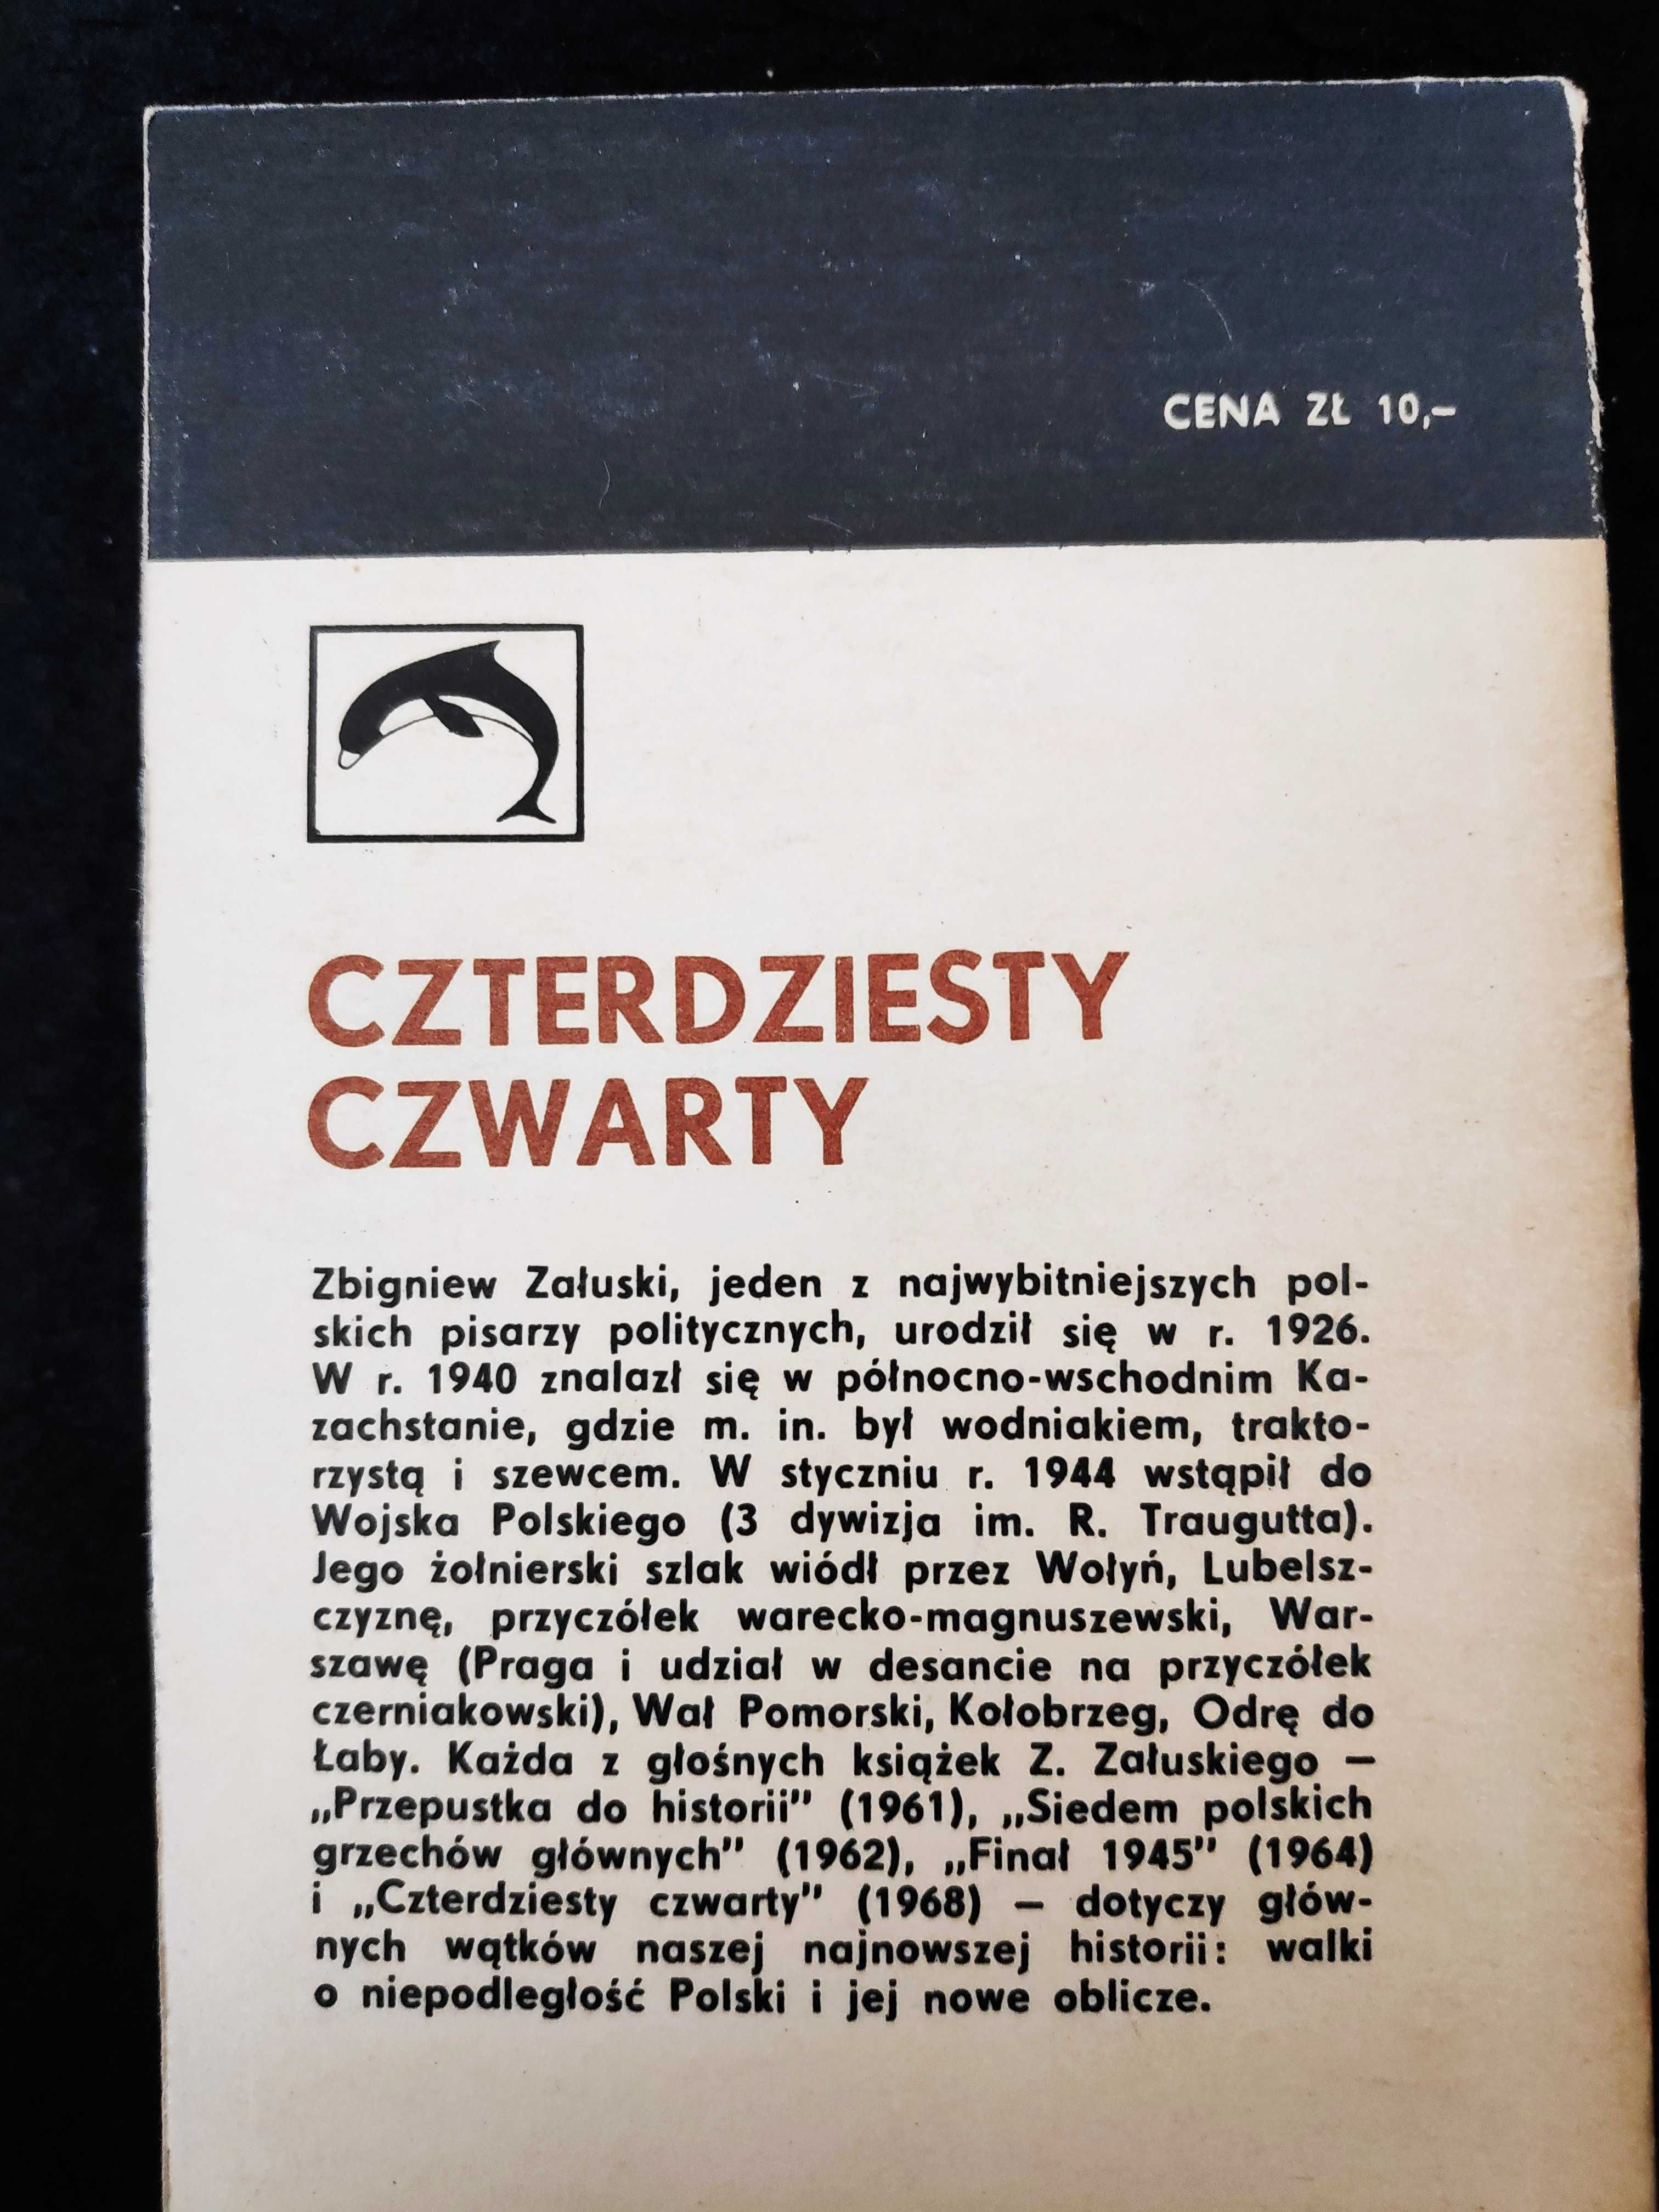 CENA ZŁ 10,–
CZTERDZIESTY
CZWARTY
Zbigniew Załuski, jeden z najwybitniejszych pol-
skich pisarzy politycznych, urodził się w r. 1926.
W r. 1940 znalazł się w północno-wschodnim Ka-
zachstanie, gdzie m. in. był wodniakiem, trakto-
rzystą i szewcem. W styczniu r. 1944 wstąpił do
Wojska Polskiego (3 dywizja im. R. Traugutta).
Jego żołnierski szlak wiódł przez Wołyń, Lubelsz-
czyznę, przyczółek warecko-magnuszewski, War-
szawę (Praga i udział w desancie na przyczółek
czerniakowski), Wał Pomorski, Kołobrzeg, Odrę do
Łaby. Każda z głośnych książek Z. Załuskiego —
„Przepustka do historii” (1961), „Siedem polskich
grzechów głównych” (1962), „Finał 1945” (1964)
i „Czterdziesty czwarty” (1968) — dotyczy głów-
nych wątków naszej najnowszej historii: walki
o niepodległość Polski i jej nowe oblicze.